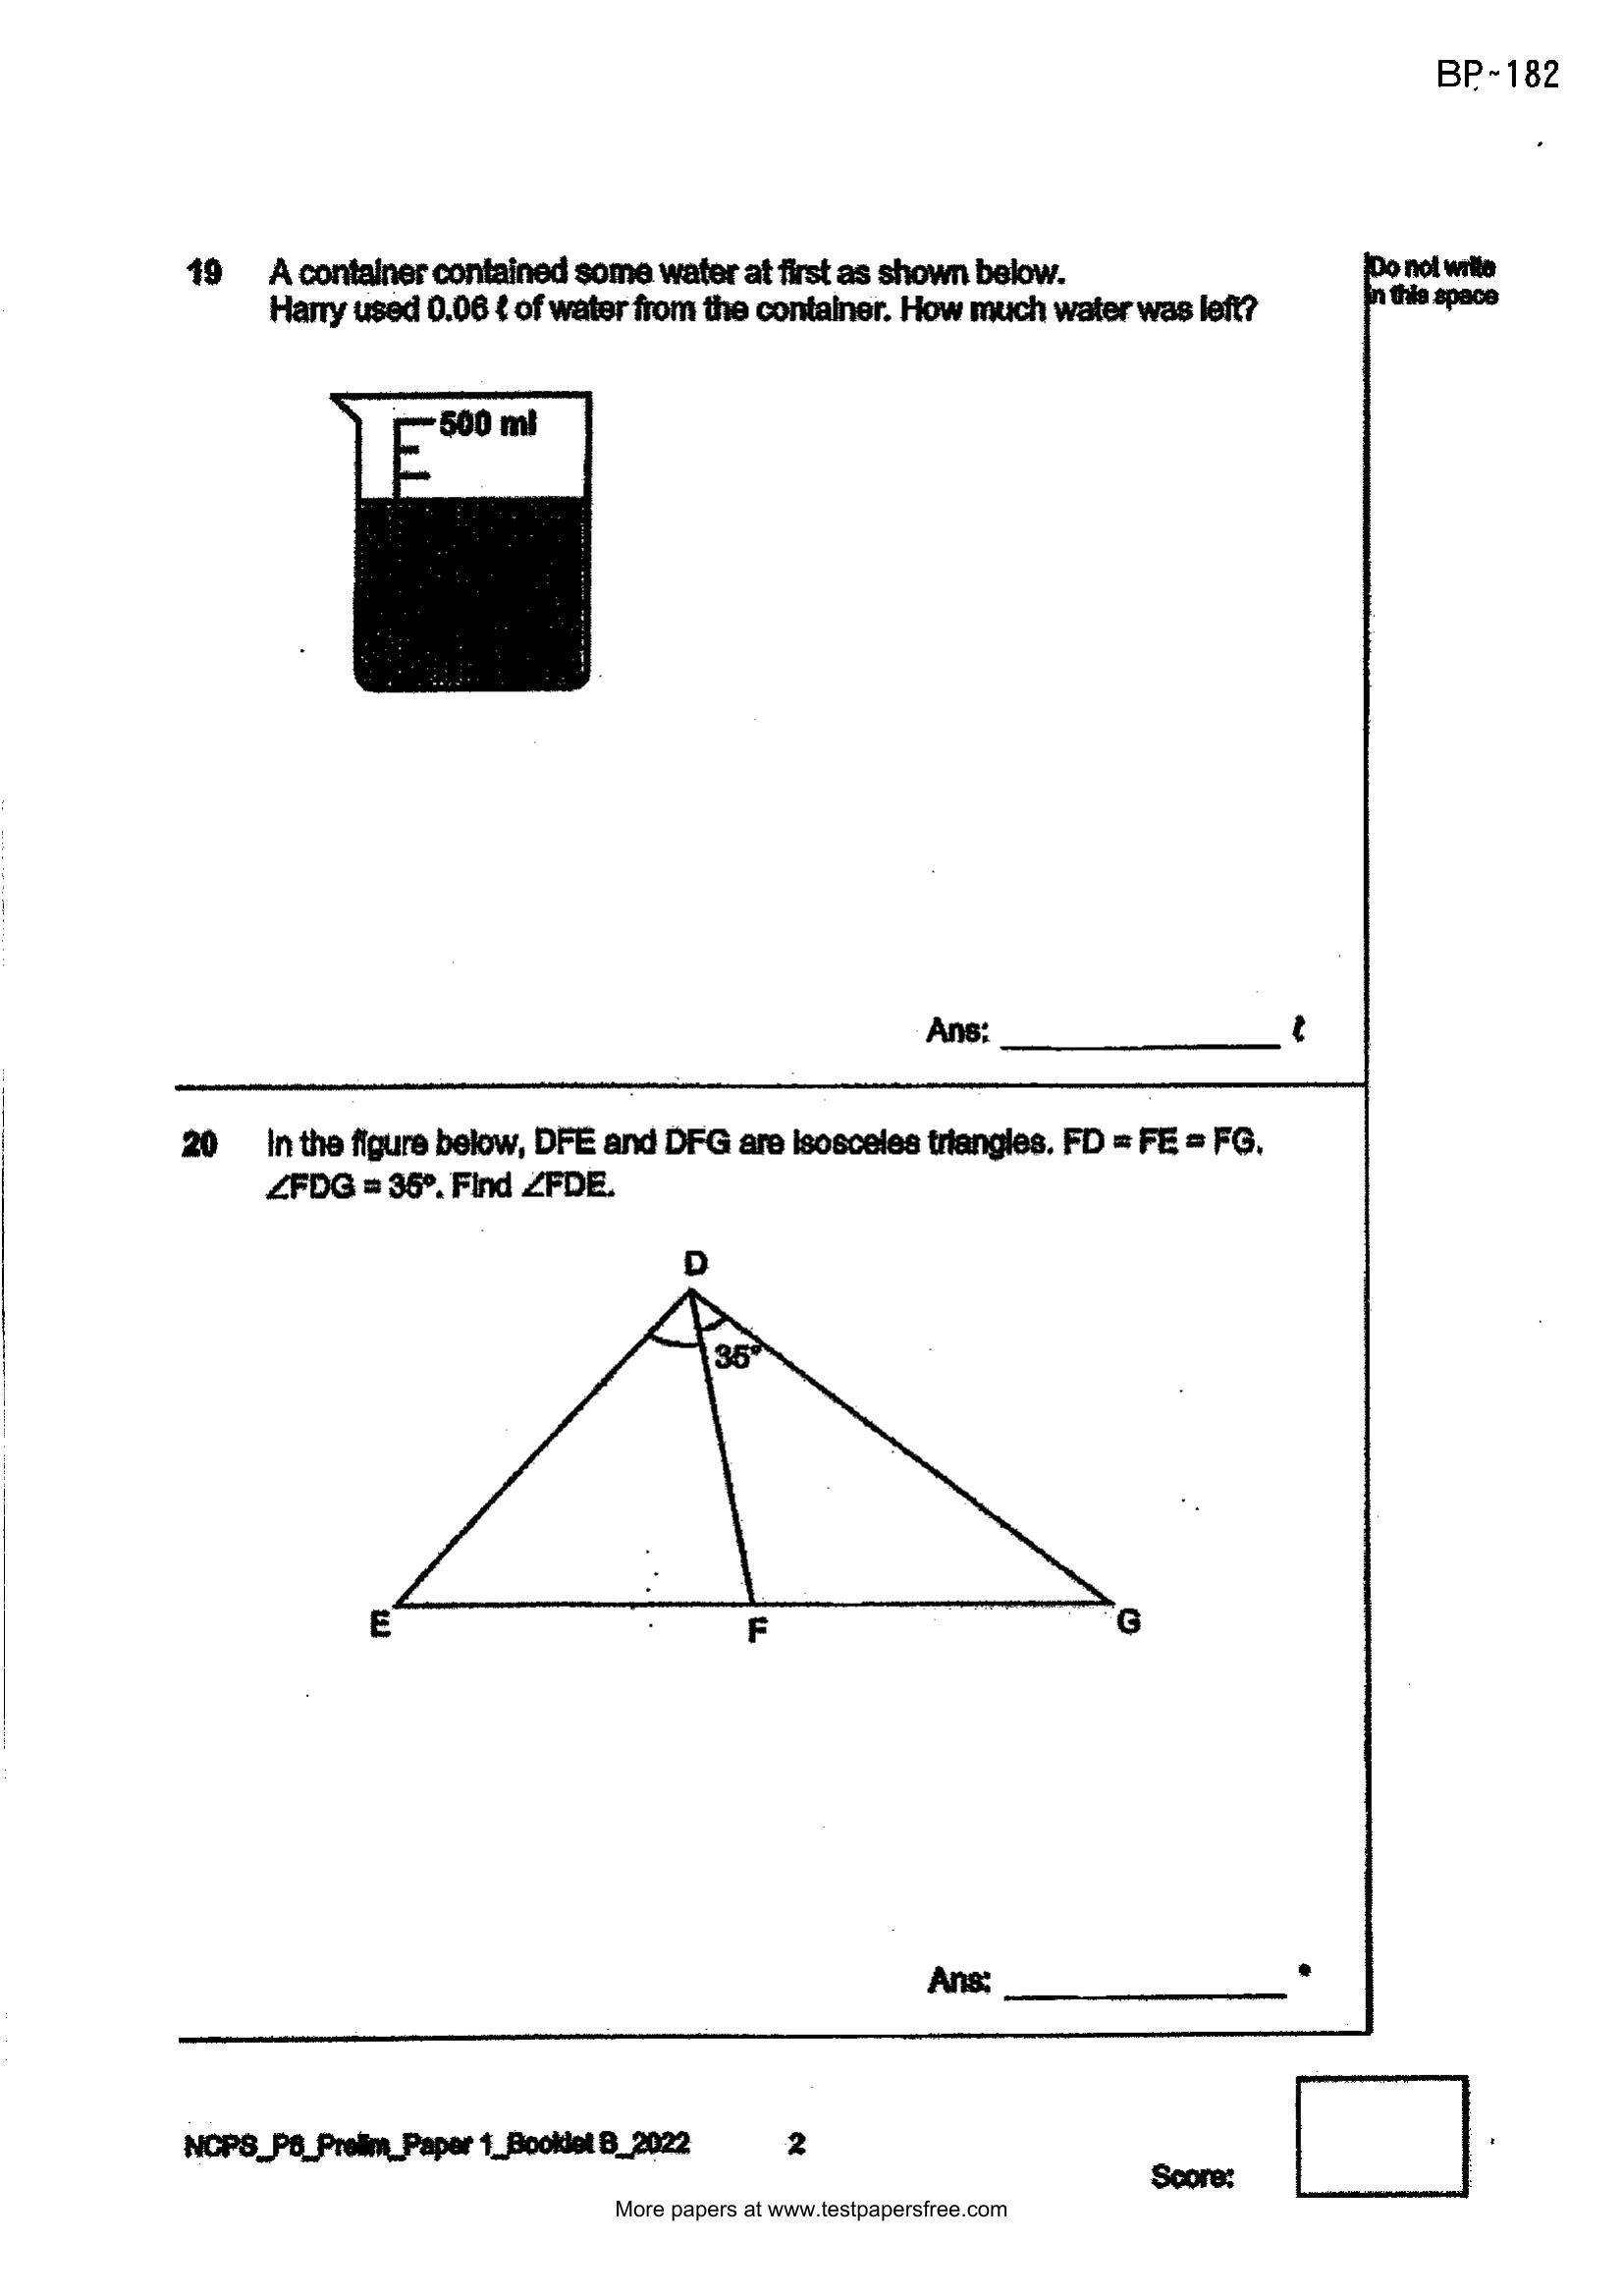 BP-182
19 A container contained some water at first as shown below.
Harry used 0.06 ℓ of water from the container. How much water was left?
Do not write
in this space
500 ml
Ans: ____________ ℓ
20 In the figure below, DFE and DFG are isosceles triangles. FD = FE = FG.
∠FDG = 35°. Find ∠FDE.
D
35°
E
F
G
Ans: ____________ °
NCPS_P6_Prelim_Paper 1_Booklet B_2022
2
Score:
More papers at www.testpapersfree.com